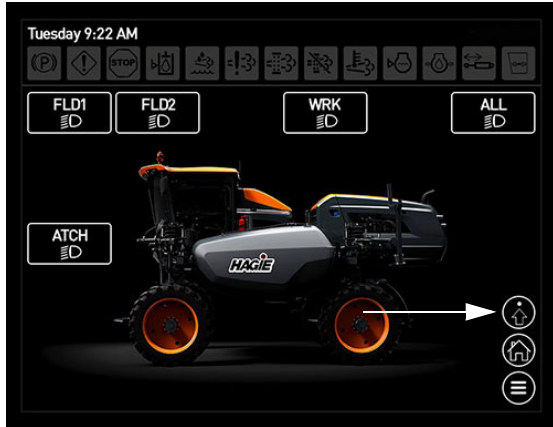 Tuesday 9:22 AM
(P) STOP
FLD1 FLD2 WRK ALL
ATCH
HAGIE